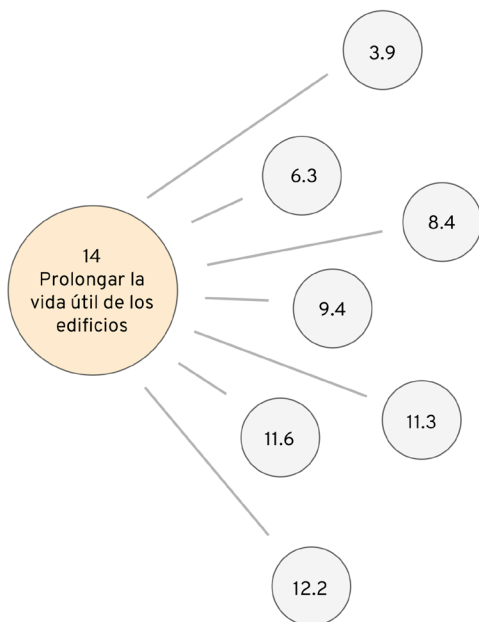 3.9
6.3
8.4
14
Prolongar la
vida útil de los
edificios
9.4
11.3
11.6
12.2